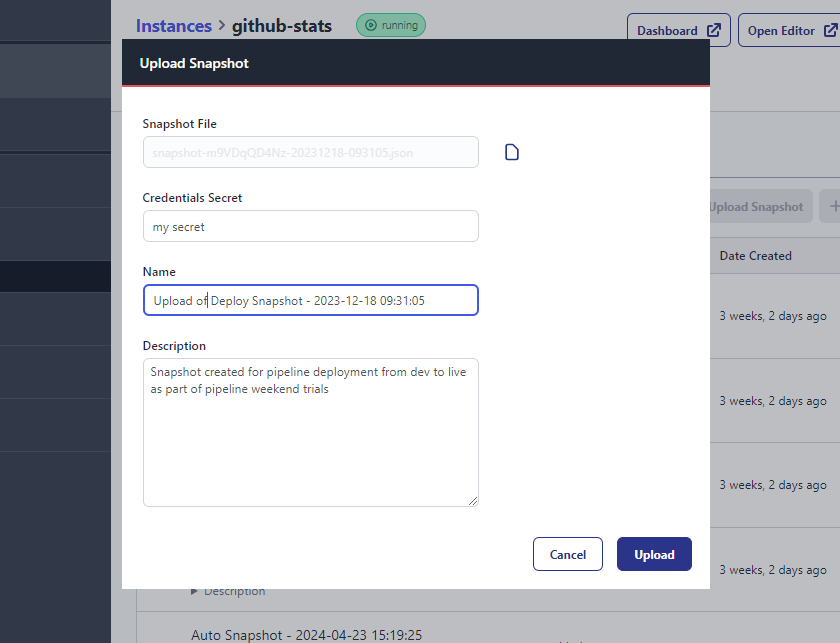 Instances > github-stats
running
Dashboard
Open Editor
Upload Snapshot
Snapshot File
snapshot-m9VDqQD4Nz-20231218-093105.json
Credentials Secret
my secret
Name
Upload of Deploy Snapshot - 2023-12-18 09:31:05
Description
Snapshot created for pipeline deployment from dev to live
as part of pipeline weekend trials
Cancel
Upload
Upload Snapshot
Date Created
3 weeks, 2 days ago
3 weeks, 2 days ago
3 weeks, 2 days ago
3 weeks, 2 days ago
Description
Auto Snapshot - 2024-04-23 15:19:25